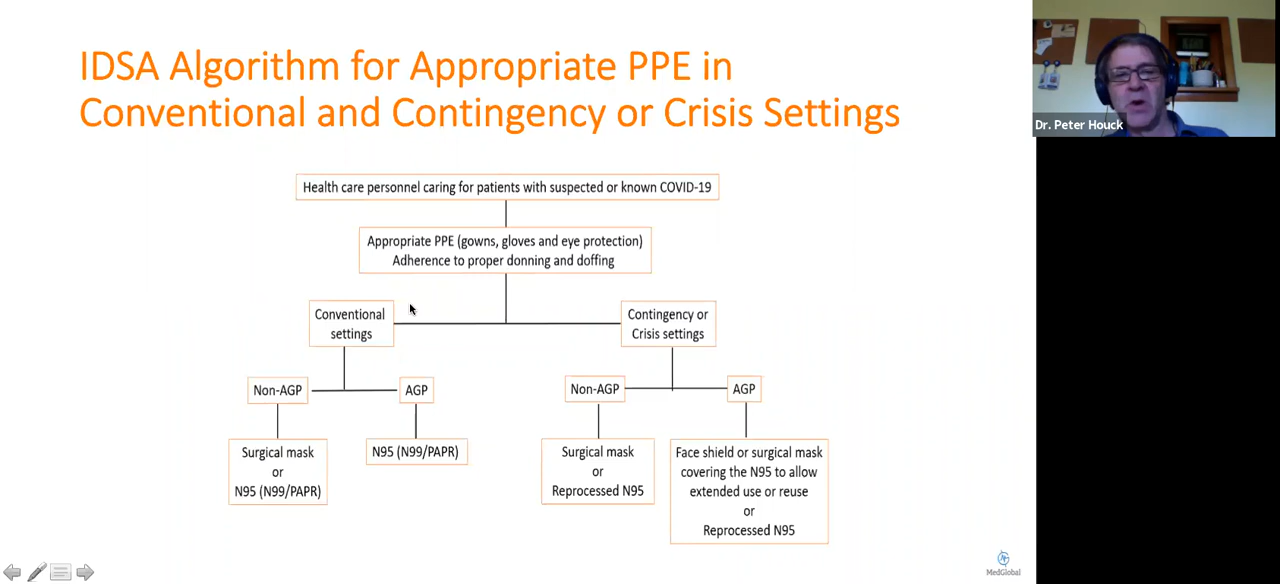 IDSA Algorithm for Appropriate PPE in
Conventional and Contingency or Crisis Settings
Dr. Peter Houck
Health care personnel caring for patients with suspected or known COVID-19
Appropriate PPE (gowns, gloves and eye protection)
Adherence to proper donning and doffing
Conventional
settings
Contingency or
Crisis settings
Non-AGP
AGP
Non-AGP
AGP
Surgical mask
or
N95 (N99/PAPR)
N95 (N99/PAPR)
Surgical mask
or
Reprocessed N95
Face shield or surgical mask
covering the N95 to allow
extended use or reuse
or
Reprocessed N95
MedGlobal